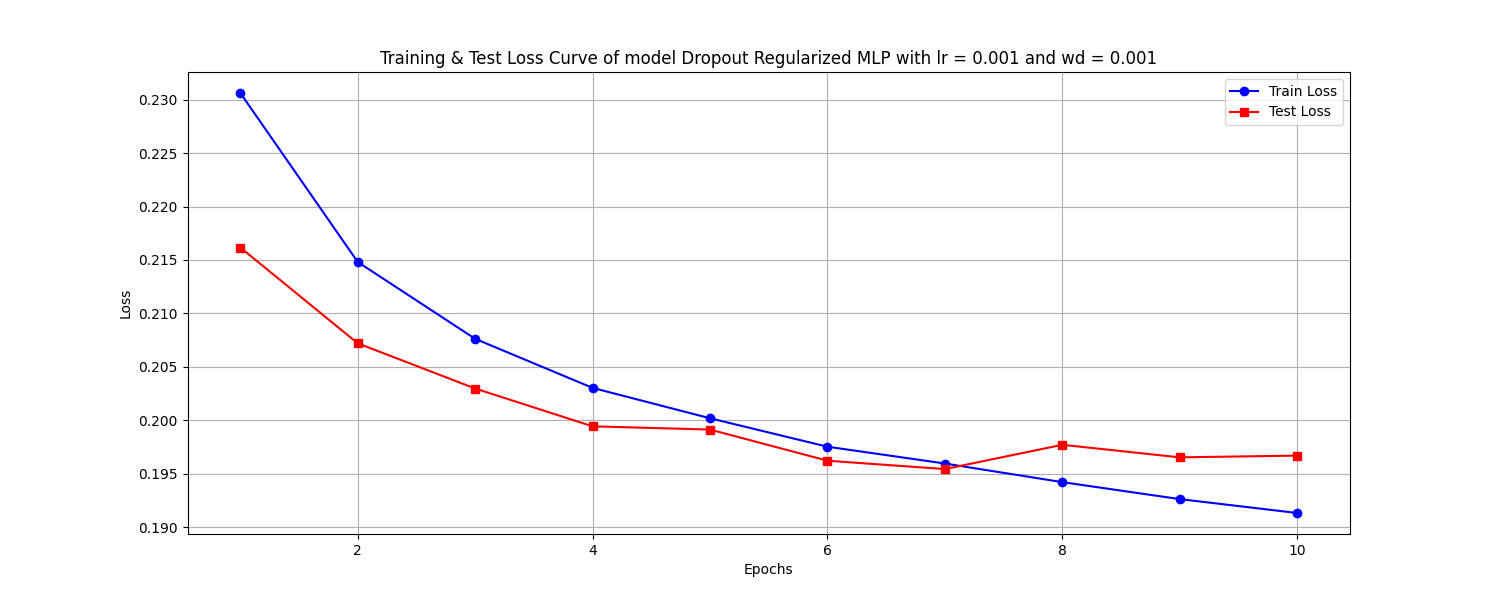 Training & Test Loss Curve of model Dropout Regularized MLP with lr = 0.001 and wd = 0.001
Train Loss
Test Loss
0.230
0.225
0.220
0.215
0.210
0.205
0.200
0.195
0.190
Loss
2
4
6
8
10
Epochs